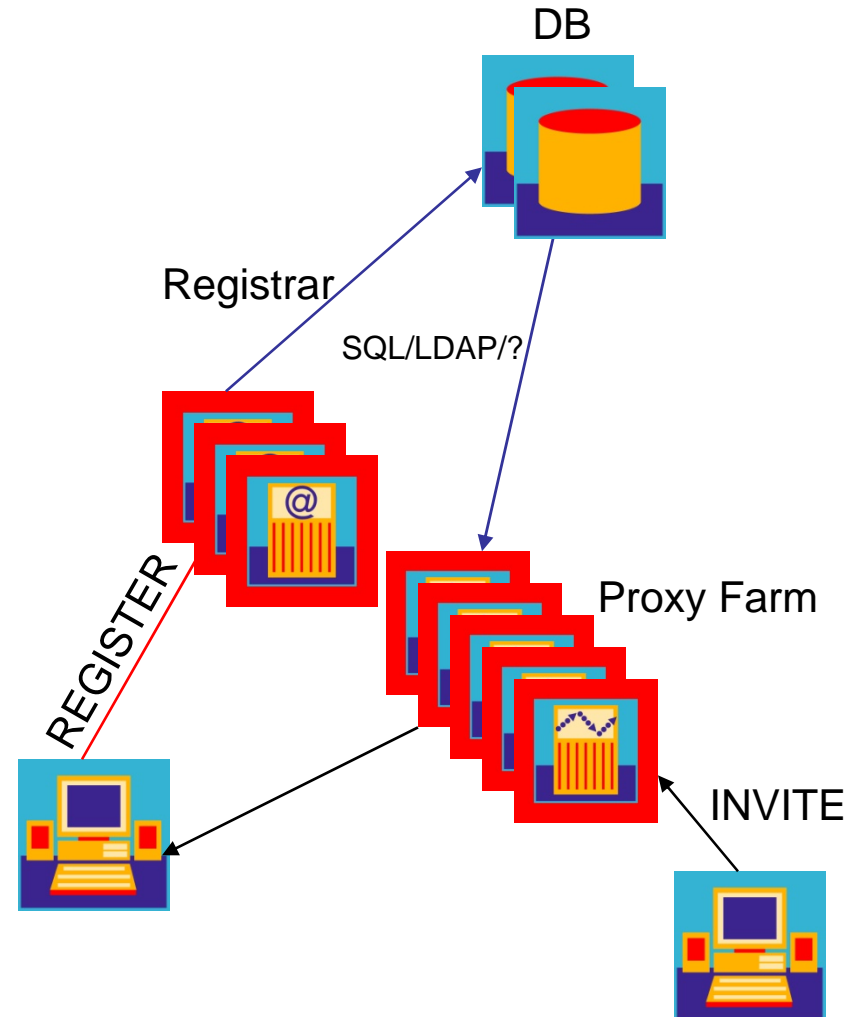 DB
Registrar
SQL/LDAP/?
@
Proxy Farm
REGISTER
INVITE